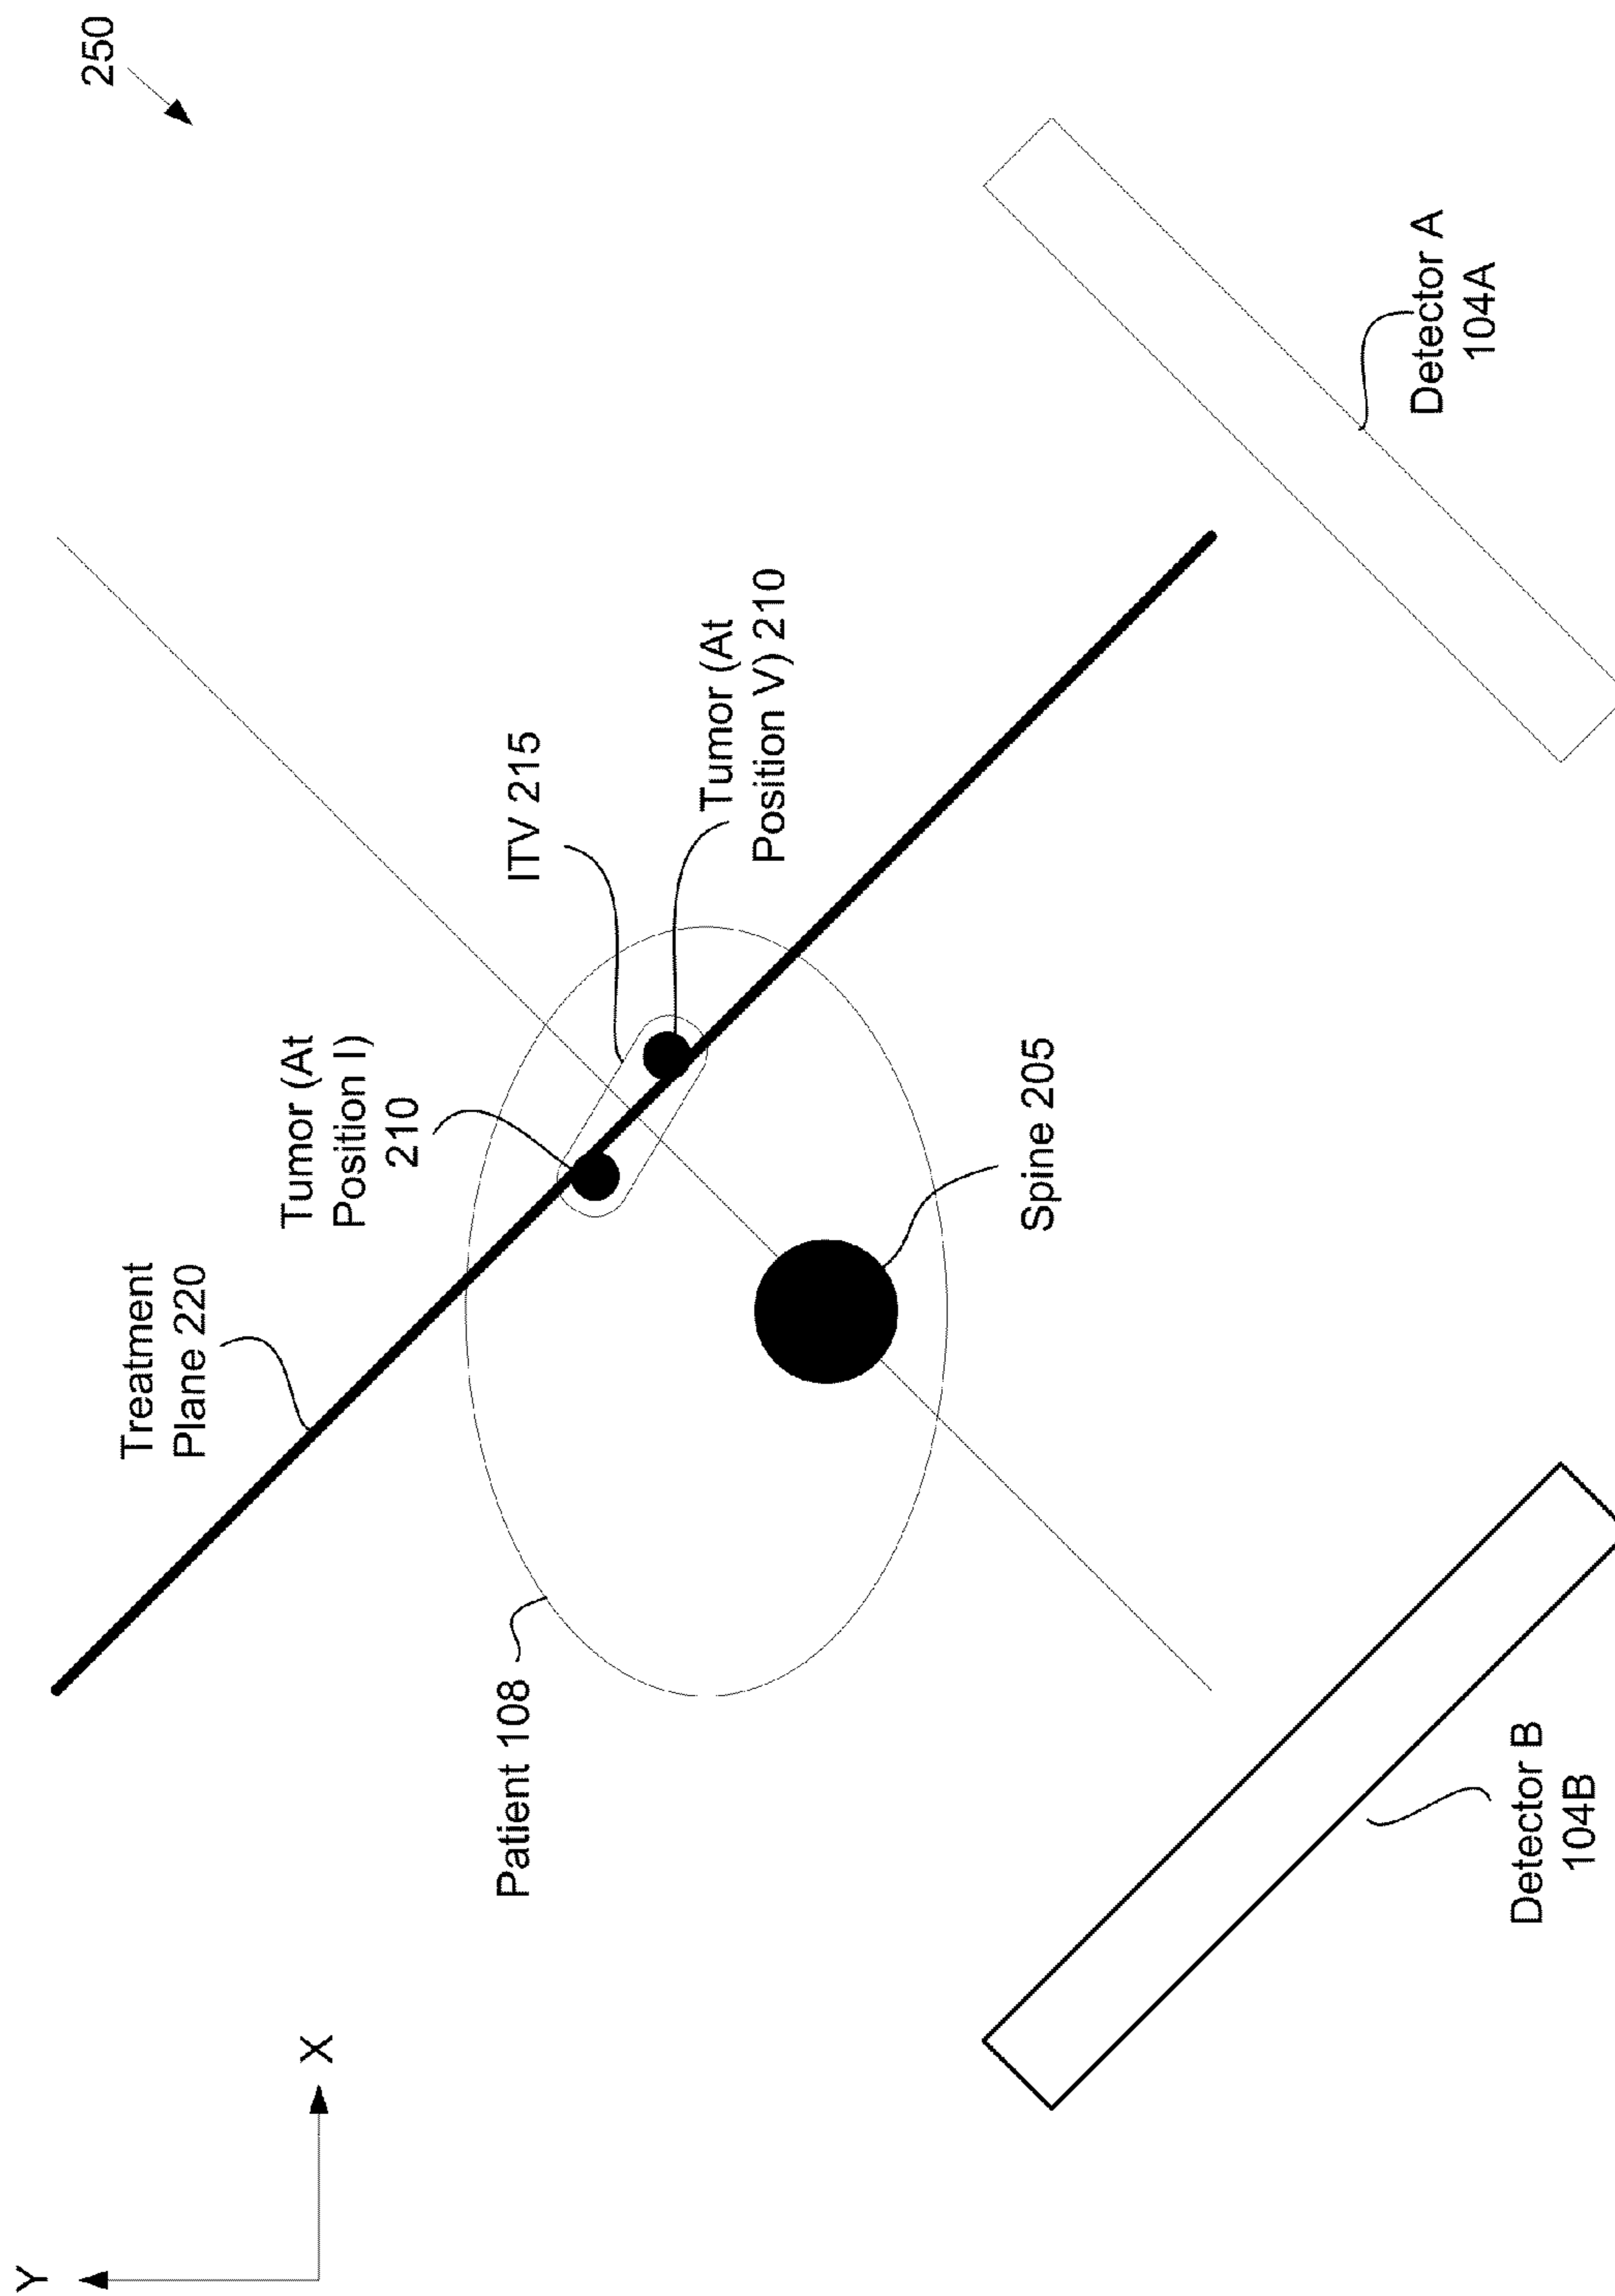 250
Y
X
Treatment
Plane 220
Tumor (At
Position I)
210
ITV 215
Patient 108
Tumor (At
Position V) 210
Spine 205
Detector B
104B
Detector A
104A